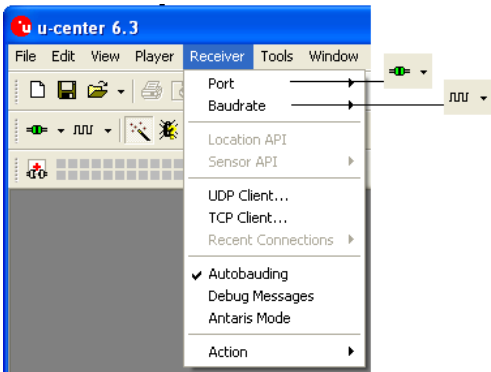 u-center 6.3
File Edit View Player Receiver Tools Window
Port
Baudrate
Location API
Sensor API
UDP Client...
TCP Client...
Recent Connections
Autobauding
Debug Messages
Antaris Mode
Action